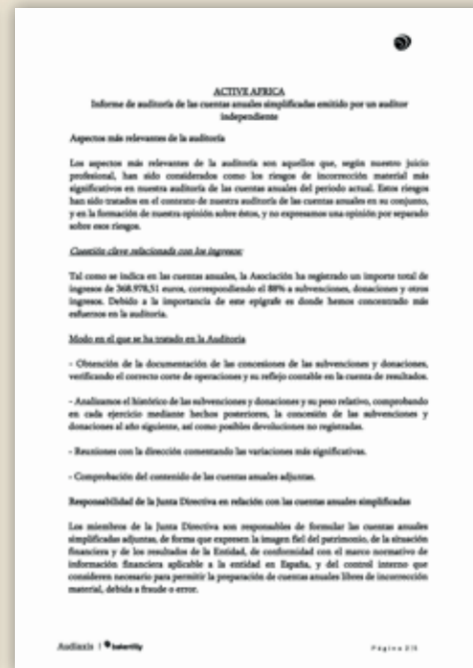 ACTIVE AFRICA
Informe de auditoría de las cuentas anuales simplificadas emitido por un auditor
independiente
Aspectos más relevantes de la auditoría
Los aspectos más relevantes de la auditoría son aquellos que, según nuestro juicio
profesional, han sido considerados como los riesgos de incorrección material más
significativos en nuestra auditoría de las cuentas anuales del periodo actual. Estos riesgos
han sido tratados en el contexto de nuestra auditoría de las cuentas anuales en su conjunto,
y en la formación de nuestra opinión sobre éstos, y no expresamos una opinión por separado
sobre esos riesgos.
Cuestión clave relacionada con los ingresos:
Tal como se indica en las cuentas anuales, la Asociación ha registrado un importe total de
ingresos de 368.978,51 euros, correspondiendo el 88% a subvenciones, donaciones y otros
ingresos. Debido a la importancia de este epígrafe es donde hemos concentrado más
esfuerzos en la auditoría.
Modo en el que se ha tratado en la Auditoría
- Obtención de la documentación de las concesiones de las subvenciones y donaciones,
verificando el correcto corte de operaciones y su reflejo contable en la cuenta de resultados.
- Analizamos el histórico de las subvenciones y donaciones y su peso relativo, comprobando
en cada ejercicio mediante hechos posteriores, la concesión de las subvenciones y
donaciones al año siguiente, así como posibles devoluciones no registradas.
- Reuniones con la dirección comentando las variaciones más significativas.
- Comprobación del contenido de las cuentas anuales adjuntas.
Responsabilidad de la Junta Directiva en relación con las cuentas anuales simplificadas
Los miembros de la Junta Directiva son responsables de formular las cuentas anuales
simplificadas adjuntas, de forma que expresen la imagen fiel del patrimonio, de la situación
financiera y de los resultados de la Entidad, de conformidad con el marco normativo de
información financiera aplicable a la entidad en España, y del control interno que
consideren necesario para permitir la preparación de cuentas anuales libres de incorrección
material, debida a fraude o error.
Audiaxis | bakertilly
Página 2|5